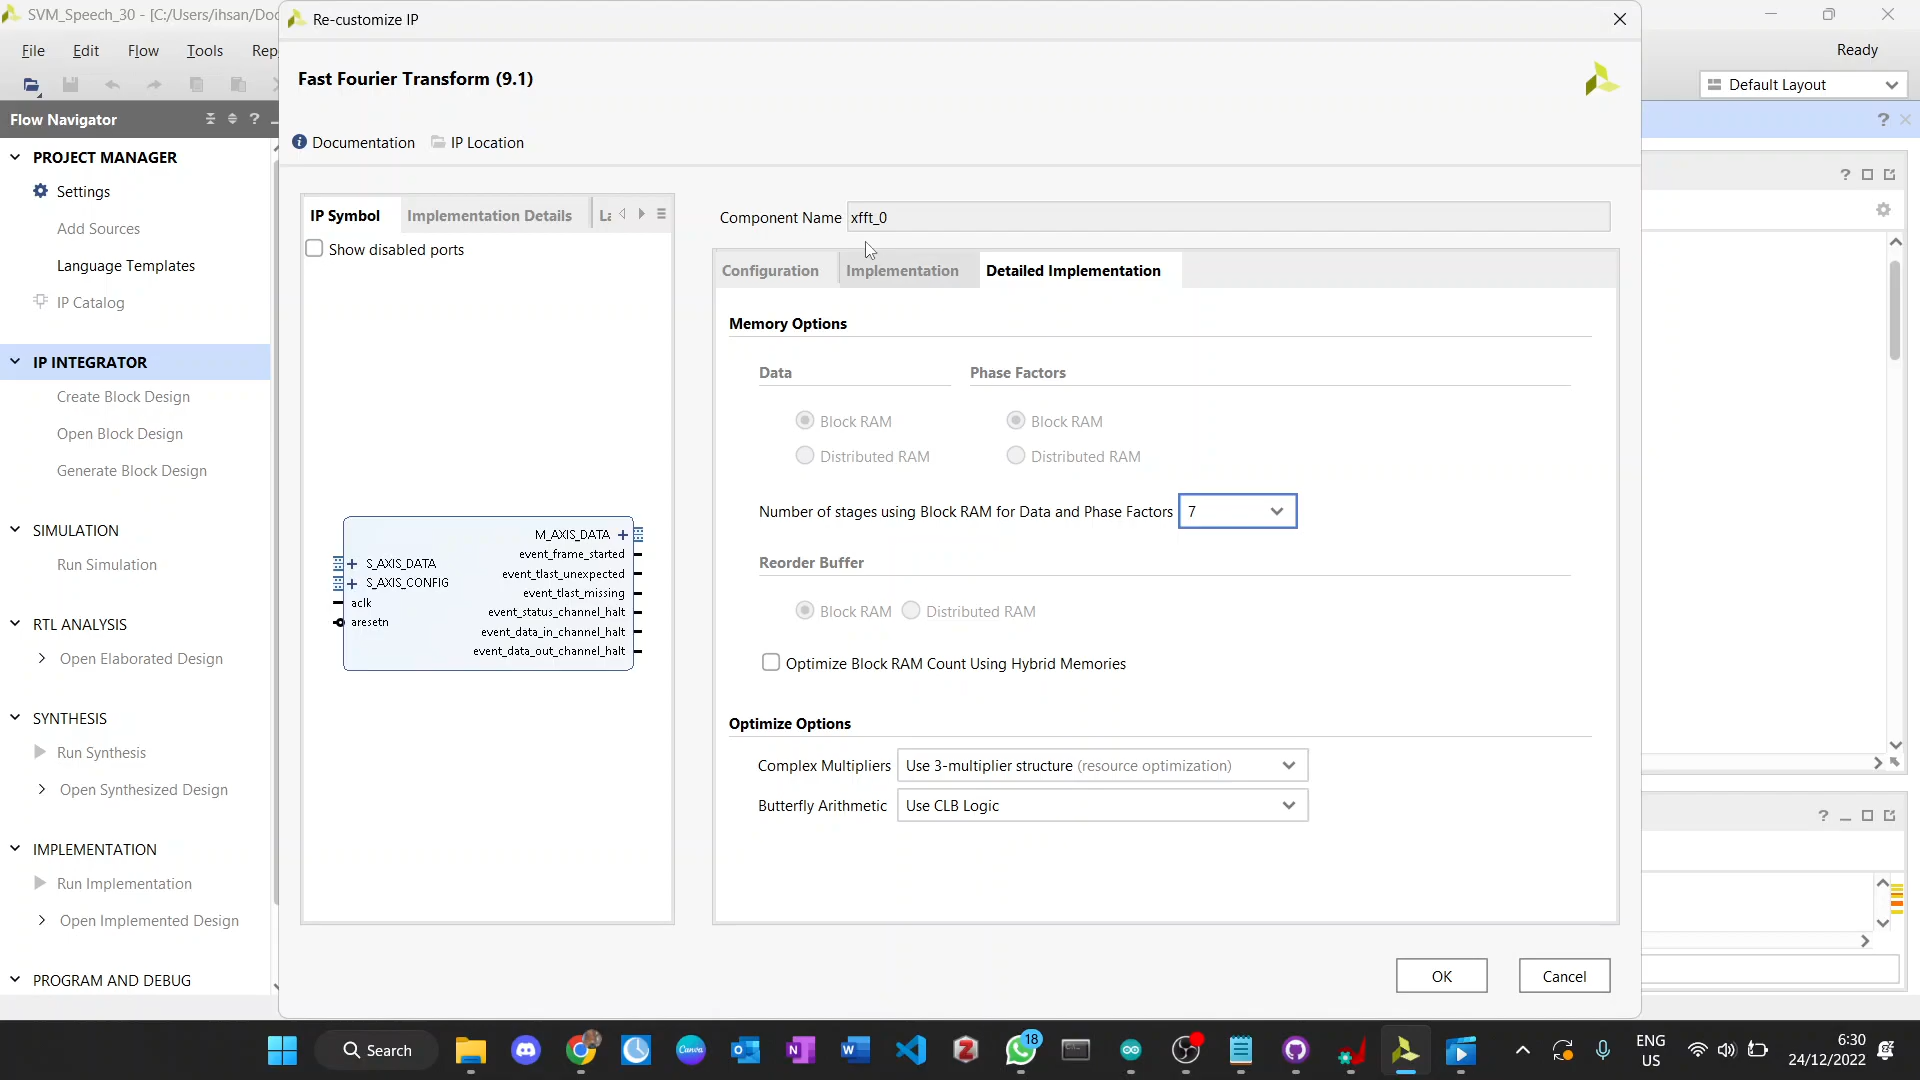 SVM_Speech_30 - [C:/Users/ihsan/Doc
Re-customize IP
File Edit Flow Tools Rep
Ready
Fast Fourier Transform (9.1)
Default Layout
Flow Navigator
?
?
Documentation IP Location
PROJECT MANAGER
Settings
Add Sources
Language Templates
IP Catalog
IP INTEGRATOR
Create Block Design
Open Block Design
Generate Block Design
SIMULATION
Run Simulation
RTL ANALYSIS
Open Elaborated Design
SYNTHESIS
Run Synthesis
Open Synthesized Design
IMPLEMENTATION
Run Implementation
Open Implemented Design
PROGRAM AND DEBUG
IP Symbol Implementation Details La
Show disabled ports
M_AXIS_DATA
event_frame_started
S_AXIS_DATA
event_tlast_unexpected
S_AXIS_CONFIG
event_tlast_missing
aclk
event_status_channel_halt
aresetn
event_data_in_channel_halt
event_data_out_channel_halt
Component Name xfft_0
Configuration Implementation Detailed Implementation
Memory Options
Data Phase Factors
Block RAM Block RAM
Distributed RAM Distributed RAM
Number of stages using Block RAM for Data and Phase Factors 7
Reorder Buffer
Block RAM Distributed RAM
Optimize Block RAM Count Using Hybrid Memories
Optimize Options
Complex Multipliers Use 3-multiplier structure (resource optimization)
Butterfly Arithmetic Use CLB Logic
OK Cancel
?
?
Search
Canva
18
ENG
US
6:30
24/12/2022